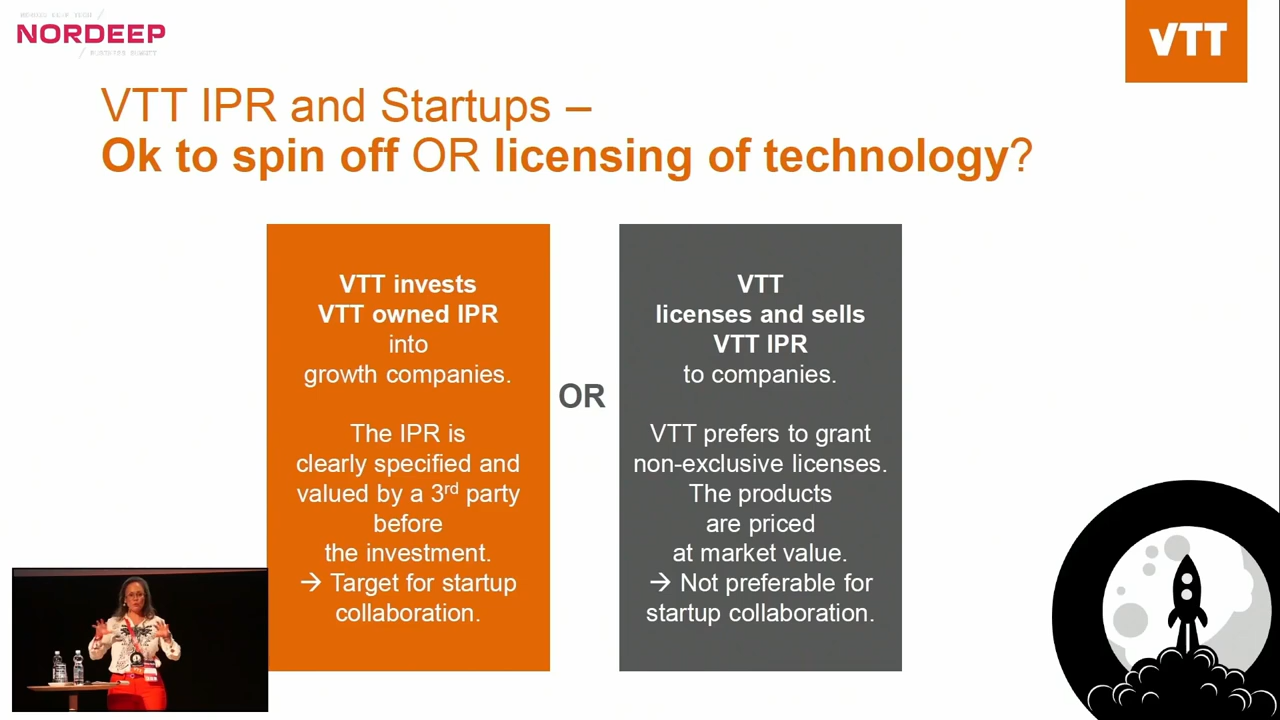 NORDEEP
VTT
VTT IPR and Startups –
Ok to spin off OR licensing of technology?
VTT invests
VTT owned IPR
into
growth companies.
The IPR is
clearly specified and
valued by a 3rd party
before
the investment.
→ Target for startup
collaboration.
OR
VTT
licenses and sells
VTT IPR
to companies.
VTT prefers to grant
non-exclusive licenses.
The products
are priced
at market value.
→ Not preferable for
startup collaboration.